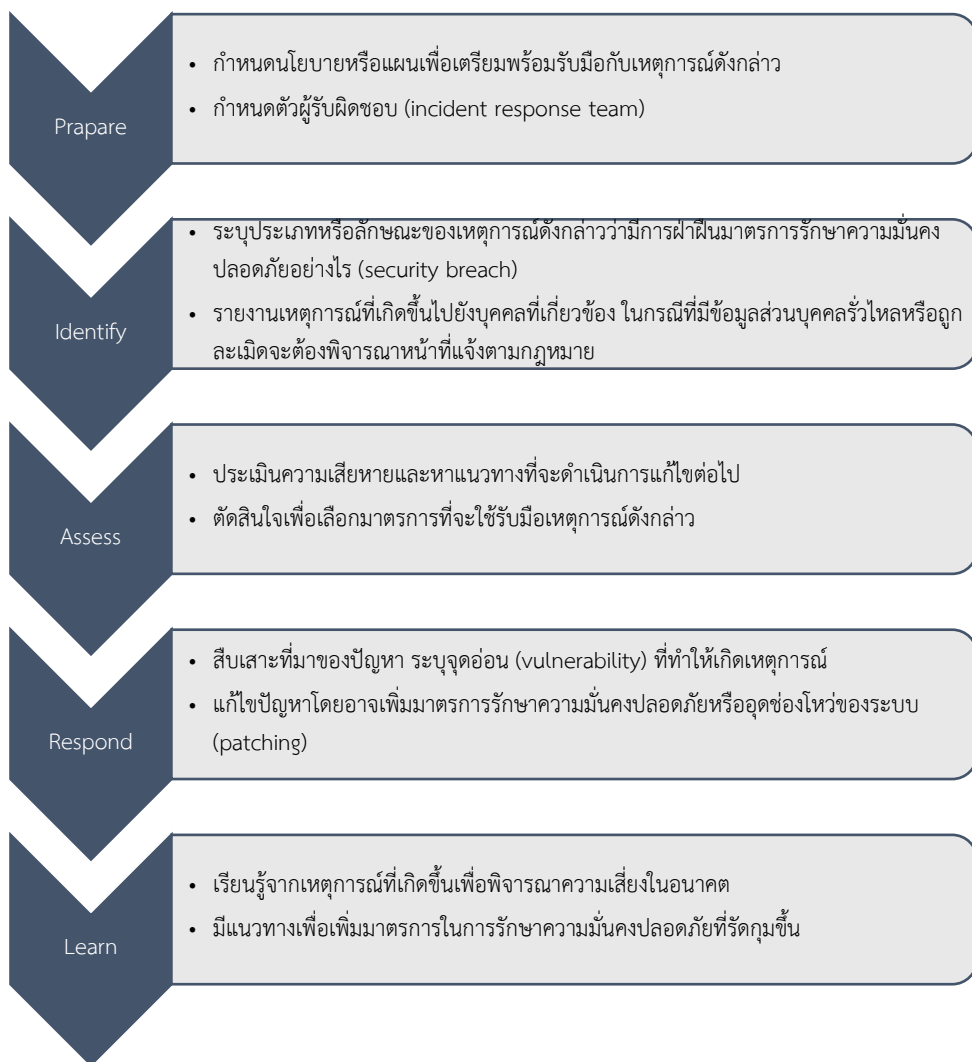 Prapare
• กำหนดนโยบายหรือแผนเพื่อเตรียมพร้อมรับมือกับเหตุการณ์ดังกล่าว
• กำหนดตัวผู้รับผิดชอบ (incident response team)
Identify
• ระบุประเภทหรือลักษณะของเหตุการณ์ดังกล่าวว่ามีการฝ่าฝืนมาตรการรักษาความมั่นคง
ปลอดภัยอย่างไร (security breach)
• รายงานเหตุการณ์ที่เกิดขึ้นไปยังบุคคลที่เกี่ยวข้อง ในกรณีที่มีข้อมูลส่วนบุคคลรั่วไหลหรือถูก
ละเมิดจะต้องพิจารณาหน้าที่แจ้งตามกฎหมาย
Assess
• ประเมินความเสียหายและหาแนวทางที่จะดำเนินการแก้ไขต่อไป
• ตัดสินใจเพื่อเลือกมาตรการที่จะใช้รับมือเหตุการณ์ดังกล่าว
Respond
• สืบเสาะที่มาของปัญหา ระบุจุดอ่อน (vulnerability) ที่ทำให้เกิดเหตุการณ์
• แก้ไขปัญหาโดยอาจเพิ่มมาตรการรักษาความมั่นคงปลอดภัยหรืออุดช่องโหว่ของระบบ
(patching)
Learn
• เรียนรู้จากเหตุการณ์ที่เกิดขึ้นเพื่อพิจารณาความเสี่ยงในอนาคต
• มีแนวทางเพื่อเพิ่มมาตรการในการรักษาความมั่นคงปลอดภัยที่รัดกุมขึ้น